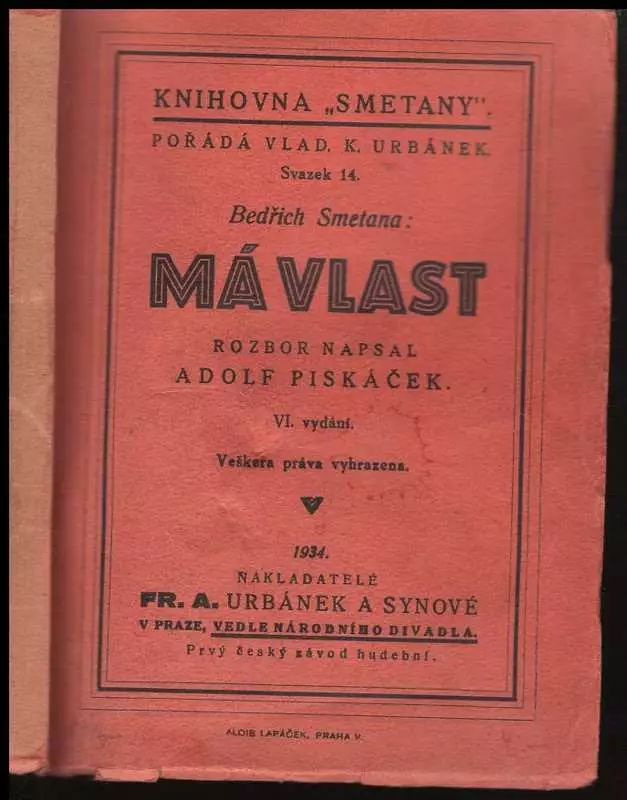 KNIHOVNA „SMETANY".
POŘÁDÁ VLAD. K. URBÁNEK.
Svazek 14.
Bedřich Smetana:
MÁ VLAST
ROZBOR NAPSAL
ADOLF PISKÁČEK.
VI. vydání.
Veškera práva vyhrazena.
1934.
NAKLADATELÉ
FR. A. URBÁNEK A SYNOVÉ
V PRAZE, VEDLE NÁRODNÍHO DIVADLA.
Prvý český závod hudební.
ALOIS LAPÁČEK, PRAHA V.